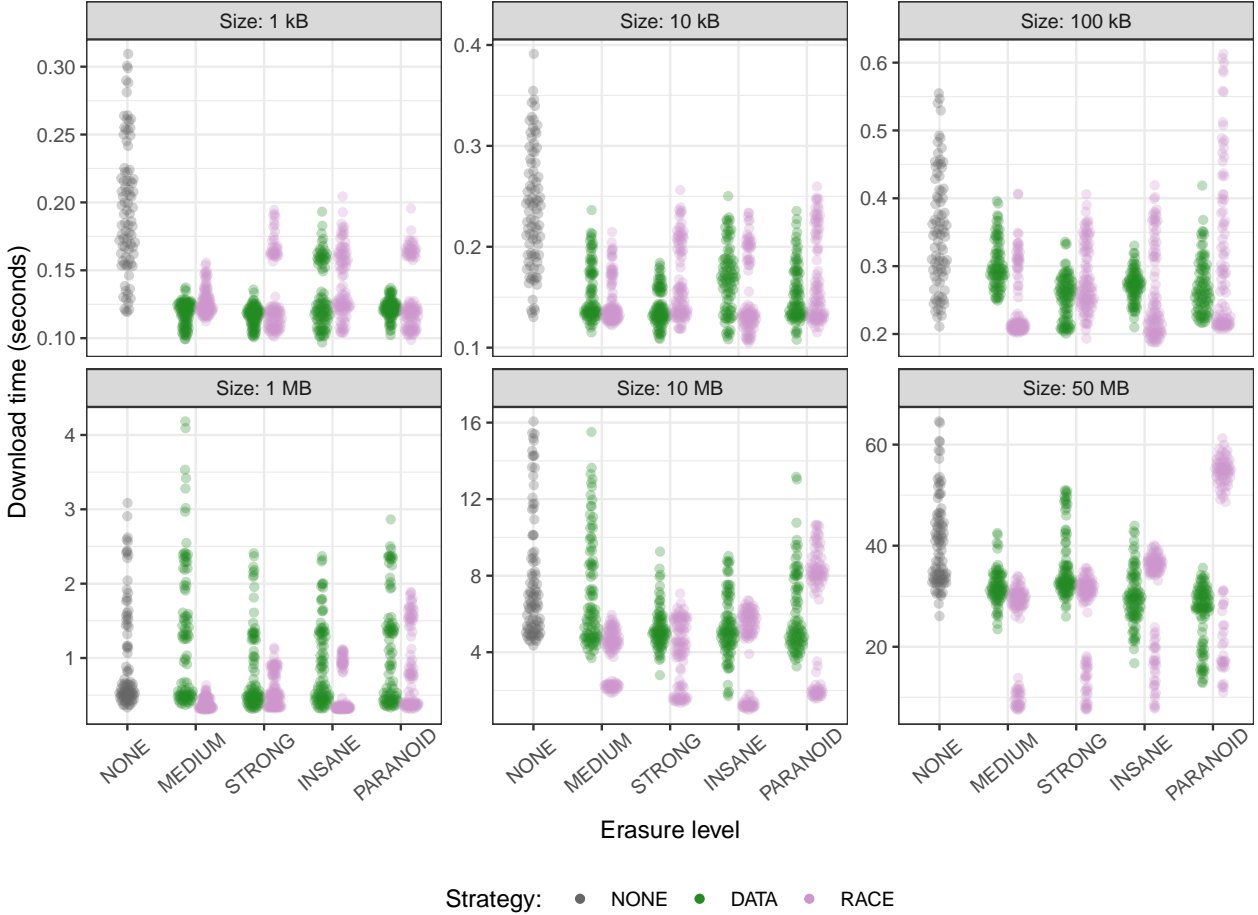 Size: 1 kB
Size: 10 kB
Size: 100 kB
0.30
0.25
0.20
0.15
0.10
0.4
0.3
0.2
0.1
0.6
0.5
0.4
0.3
0.2
Download time (seconds)
Size: 1 MB
Size: 10 MB
Size: 50 MB
4
3
2
1
16
12
8
4
60
40
20
NONE
MEDIUM
STRONG
INSANE
PARANOID
NONE
MEDIUM
STRONG
INSANE
PARANOID
NONE
MEDIUM
STRONG
INSANE
PARANOID
Erasure level
Strategy: NONE DATA RACE